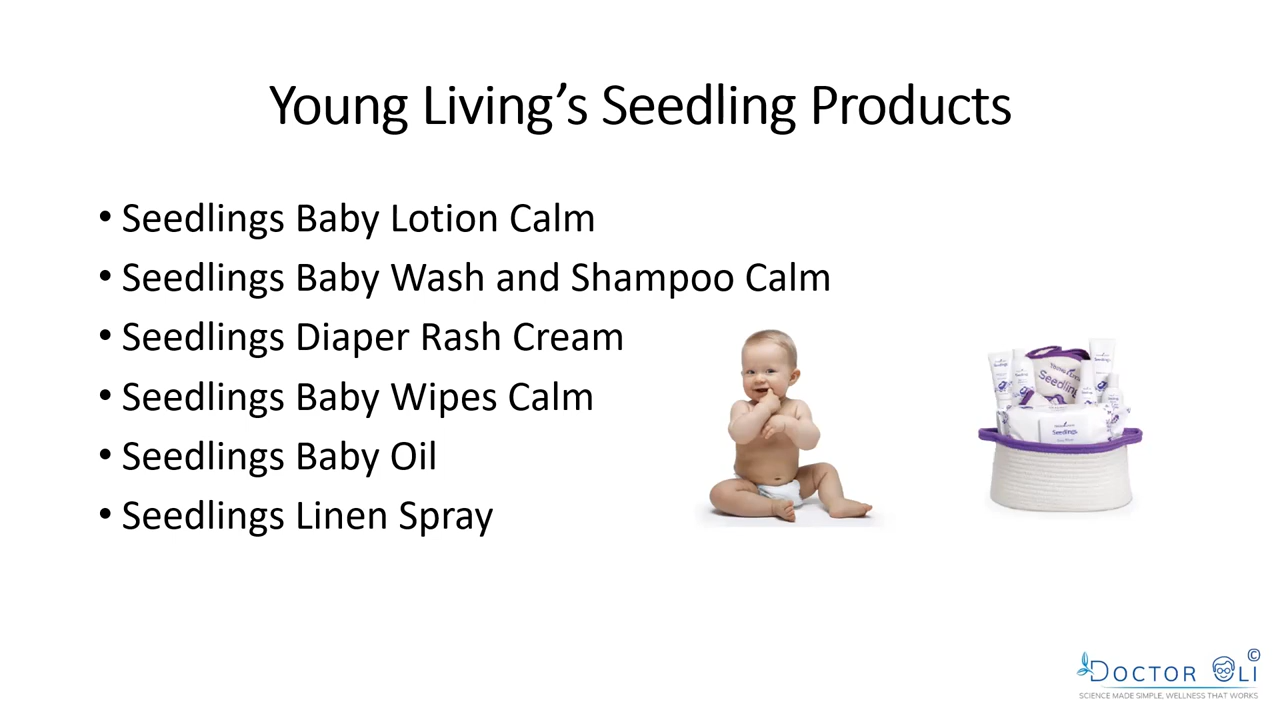 Young Living’s Seedling Products
• Seedlings Baby Lotion Calm
• Seedlings Baby Wash and Shampoo Calm
• Seedlings Diaper Rash Cream
• Seedlings Baby Wipes Calm
• Seedlings Baby Oil
• Seedlings Linen Spray
Seedlings
DOCTOR OLI ©
SCIENCE MADE SIMPLE, WELLNESS THAT WORKS